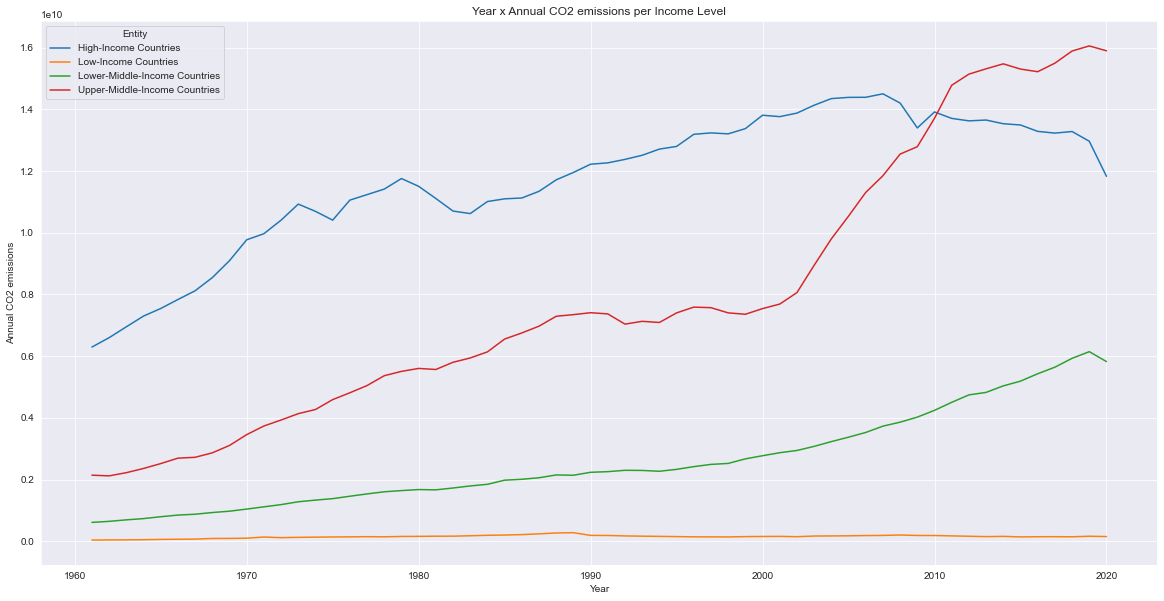 Year x Annual CO2 emissions per Income Level
1e10
Entity
High-Income Countries
Low-Income Countries
Lower-Middle-Income Countries
Upper-Middle-Income Countries
1.6
1.4
1.2
1.0
0.8
0.6
0.4
0.2
0.0
Annual CO2 emissions
1960
1970
1980
1990
2000
2010
2020
Year